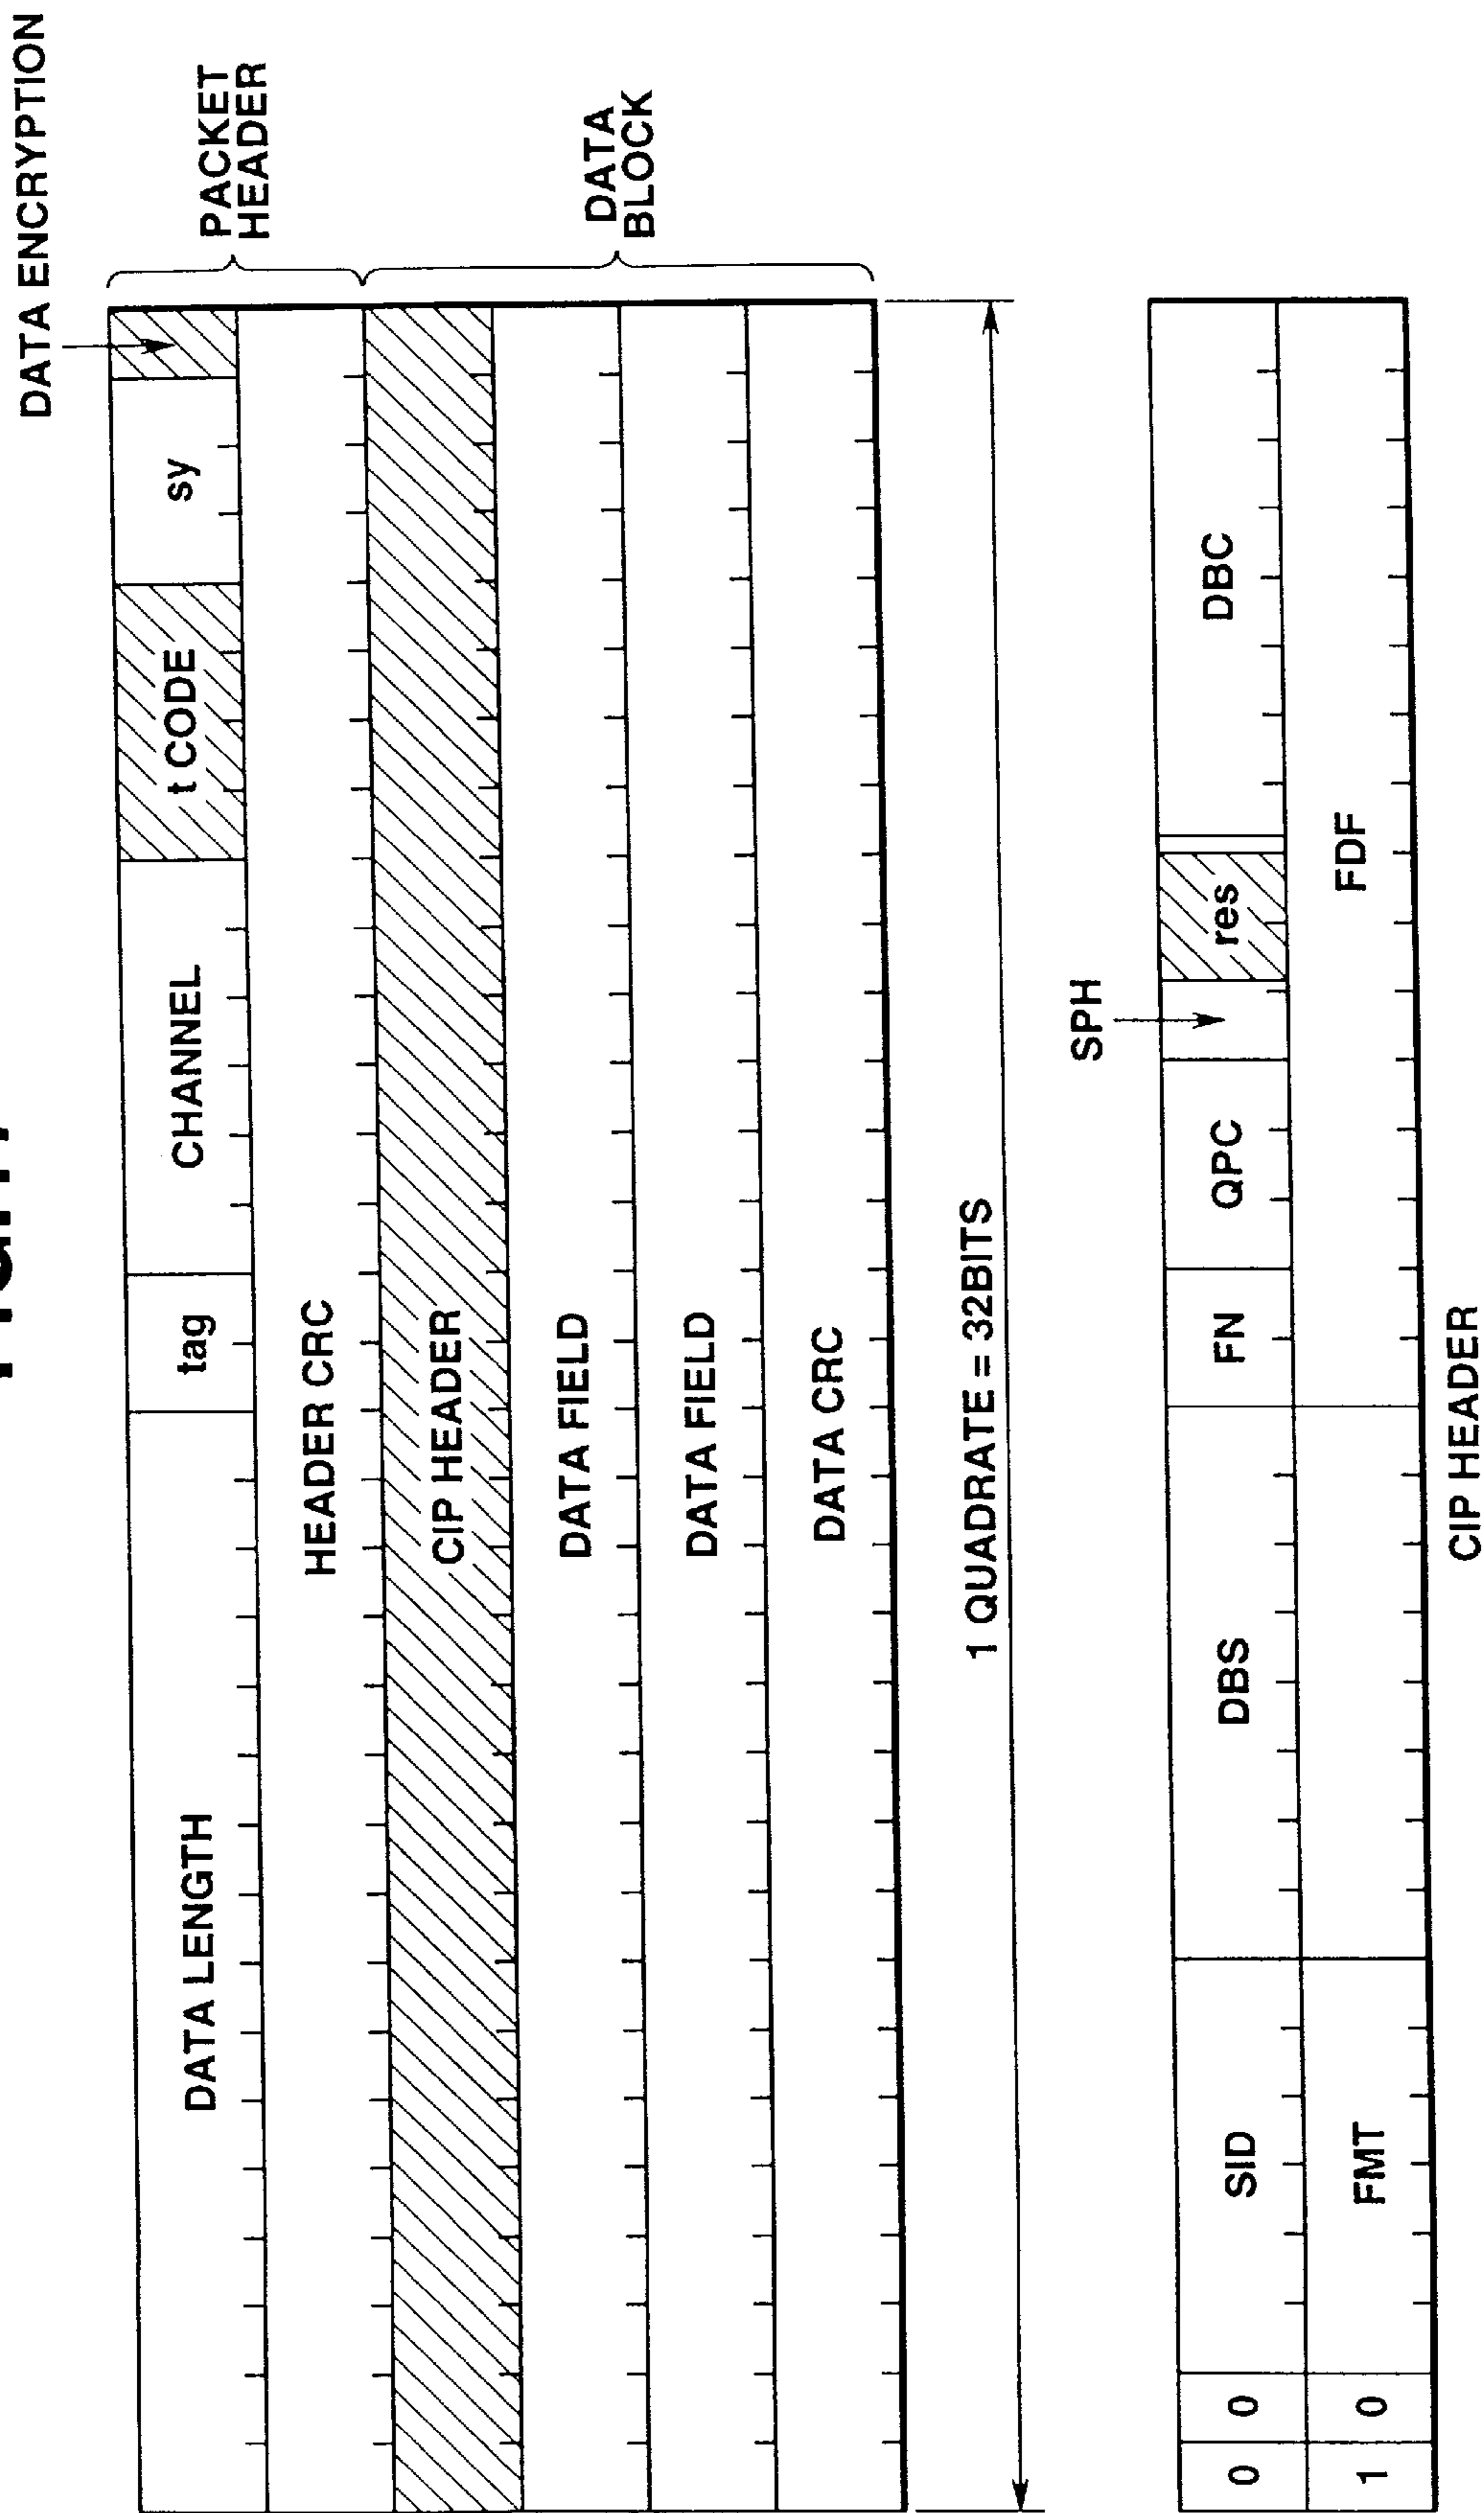 DATA ENCRYPTION
PACKET
HEADER
DATA
BLOCK
DATA LENGTH
tag
CHANNEL
t CODE
sy
HEADER CRC
CIP HEADER
DATA FIELD
DATA FIELD
DATA CRC
1 QUADRATE = 32BITS
SPH
0
0
SID
DBS
FN
QPC
res
DBC
1
0
FMT
FDF
CIP HEADER